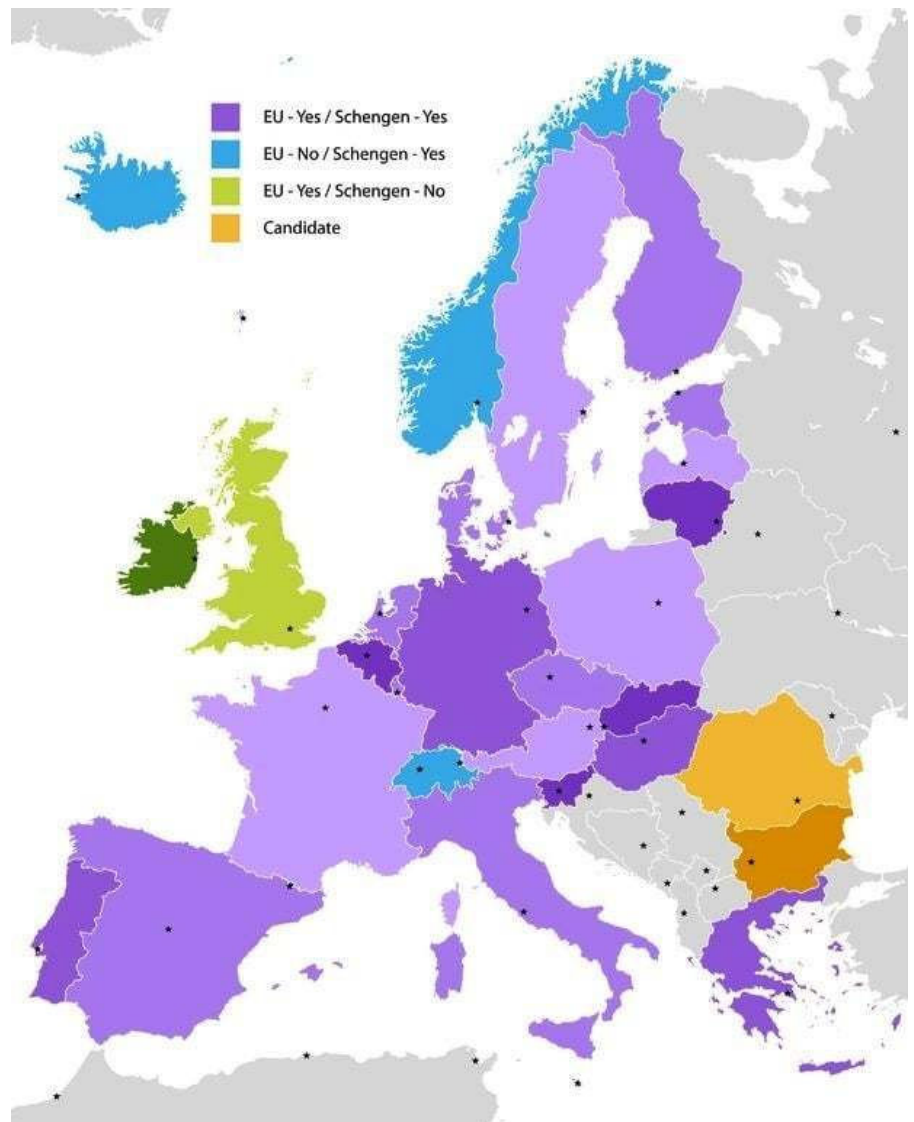 EU - Yes / Schengen - Yes
EU - No / Schengen - Yes
EU - Yes / Schengen - No
Candidate